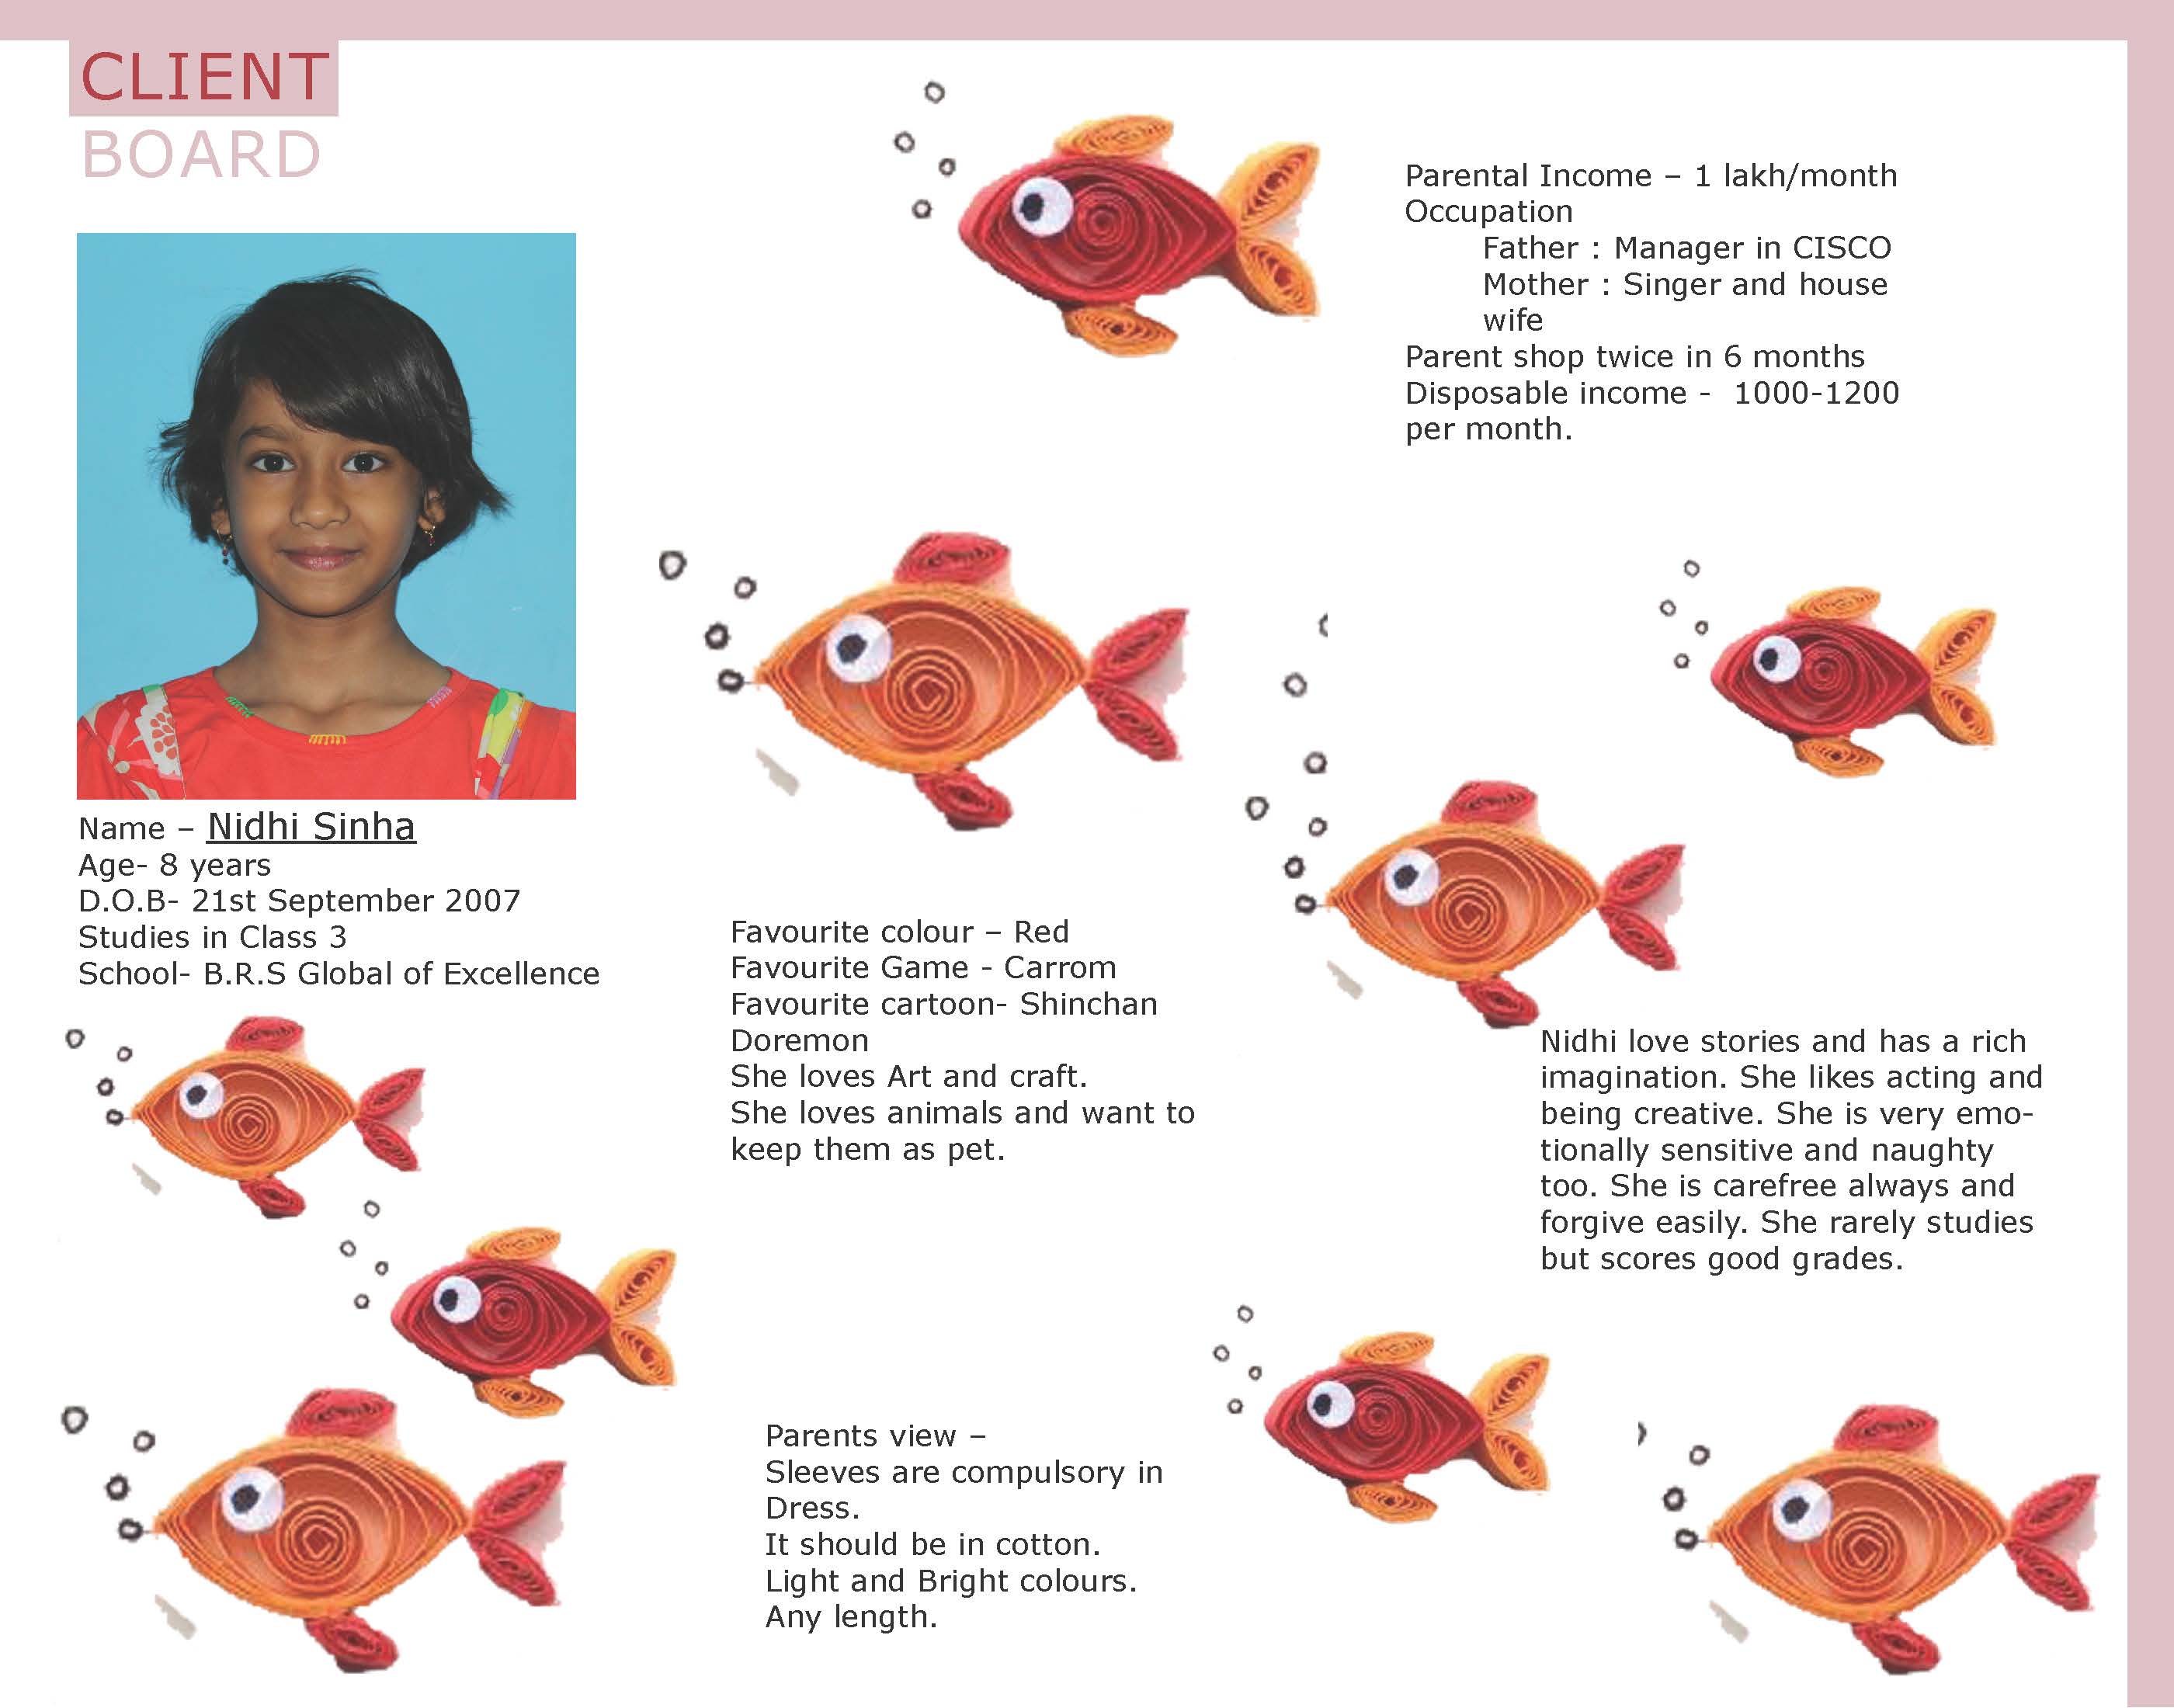 CLIENT
BOARD
Parental Income – 1 lakh/month
Occupation
Father : Manager in CISCO
Mother : Singer and house
wife
Parent shop twice in 6 months
Disposable income - 1000-1200
per month.
Name – Nidhi Sinha
Age- 8 years
D.O.B- 21st September 2007
Studies in Class 3
School- B.R.S Global of Excellence
Favourite colour – Red
Favourite Game - Carrom
Favourite cartoon- Shinchan
Doremon
She loves Art and craft.
She loves animals and want to
keep them as pet.
Nidhi love stories and has a rich
imagination. She likes acting and
being creative. She is very emo-
tionally sensitive and naughty
too. She is carefree always and
forgive easily. She rarely studies
but scores good grades.
Parents view –
Sleeves are compulsory in
Dress.
It should be in cotton.
Light and Bright colours.
Any length.